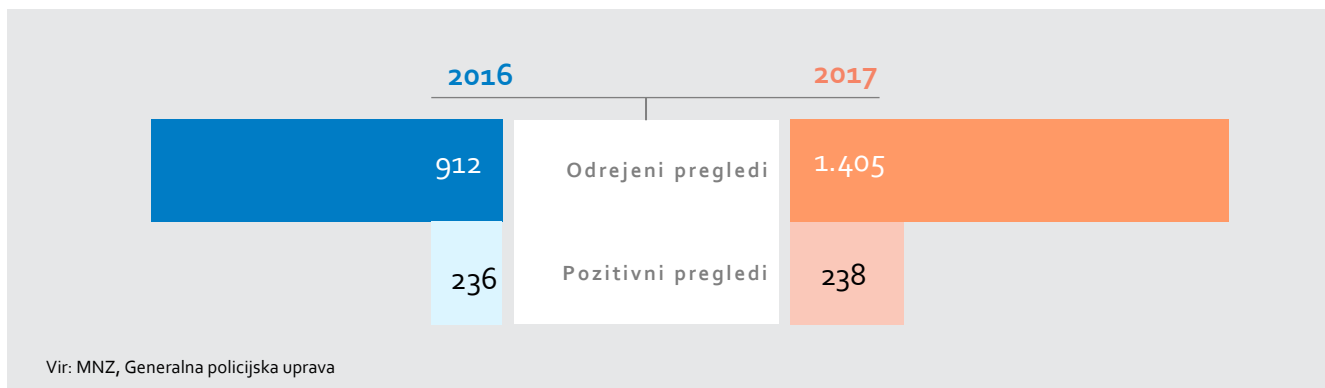 2016 2017
912 Odrejeni pregledi 1.405
236 Pozitivni pregledi 238
Vir: MNZ, Generalna policijska uprava